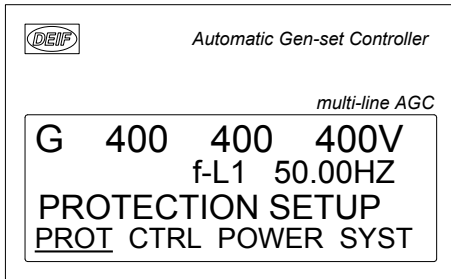 DEIF
Automatic Gen-set Controller
multi-line AGC
G 400 400 400V
f-L1 50.00HZ
PROTECTION SETUP
PROT CTRL POWER SYST